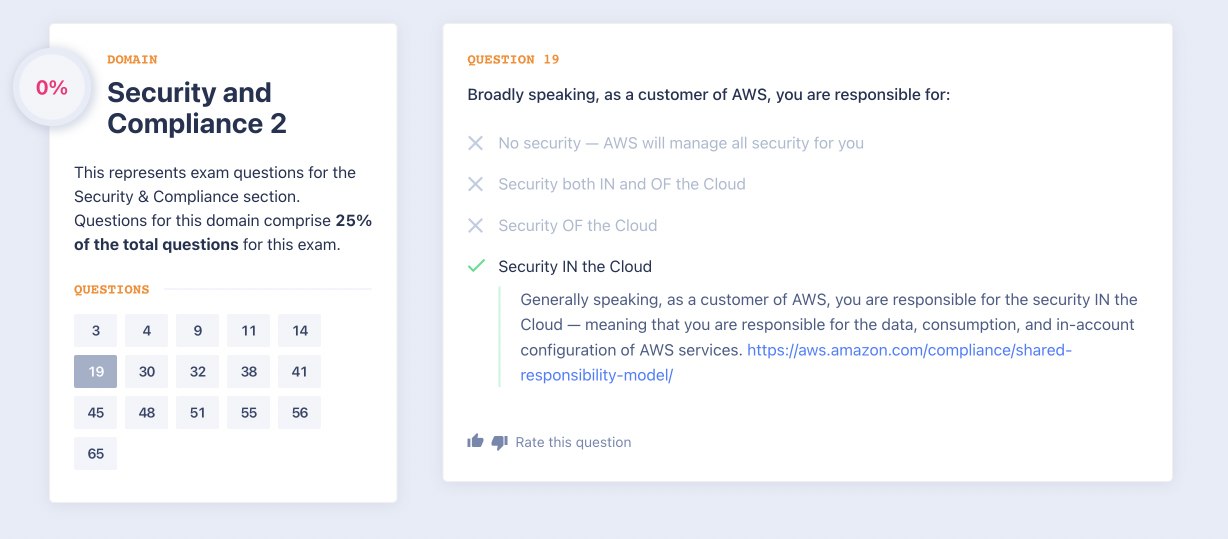 0%
DOMAIN
Security and
Compliance 2
This represents exam questions for the
Security & Compliance section.
Questions for this domain comprise 25%
of the total questions for this exam.
QUESTIONS
3 4 9 11 14
19 30 32 38 41
45 48 51 55 56
65
QUESTION 19
Broadly speaking, as a customer of AWS, you are responsible for:
No security — AWS will manage all security for you
Security both IN and OF the Cloud
Security OF the Cloud
Security IN the Cloud
Generally speaking, as a customer of AWS, you are responsible for the security IN the
Cloud — meaning that you are responsible for the data, consumption, and in-account
configuration of AWS services. https://aws.amazon.com/compliance/shared-
responsibility-model/
Rate this question